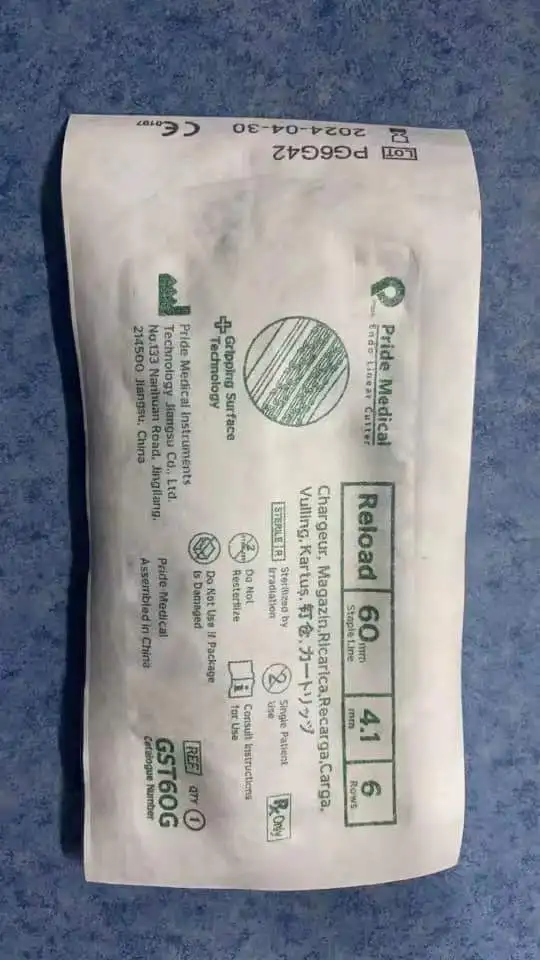 Pride Medical
Endo Linear Cutter
Reload
60 mm
Staple Line
4.1
mm
6
Rows
Chargeur, Magazin,Ricarica,Recarga,Carga,
Vulling, Kartuş, 钉仓, カートリッジ
Gripping Surface
Technology
STERILE R
Sterilized by
Irradiation
2
Single Patient
Use
Rx Only
2
Do Not
Resterilize
i
Consult Instructions
for Use
Do Not Use If Package
Is Damaged
Pride Medical Instruments
Technology Jiangsu Co., Ltd.
No.133 Nanhuan Road, Jingjiang,
214500 Jiangsu, China
Pride Medical
Assembled in China
REF
QTY 1
GST60G
Catalogue Number
LOT PG6G42
2024-04-30
CE 0197